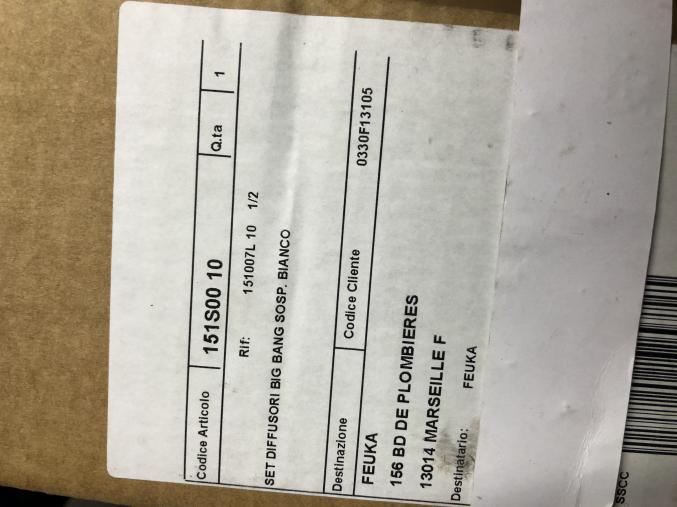 Codice Articolo 151S00 10 Q.ta 1
Rif: 151007L 10 1/2
SET DIFFUSORI BIG BANG SOSP. BIANCO
Destinazione Codice Cliente 0330F13105
FEUKA
156 BD DE PLOMBIERES
13014 MARSEILLE F
Destinatario: FEUKA
SSCC